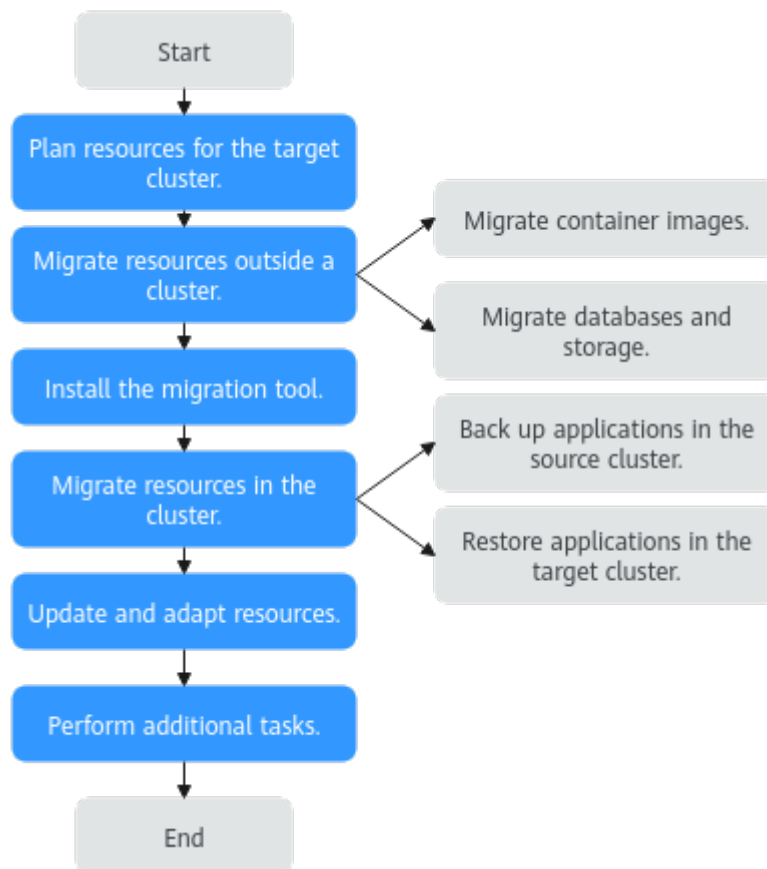 Start
Plan resources for the target
cluster.
Migrate resources outside a
cluster.
Migrate container images.
Migrate databases and
storage.
Install the migration tool.
Migrate resources in the
cluster.
Back up applications in the
source cluster.
Restore applications in the
target cluster.
Update and adapt resources.
Perform additional tasks.
End